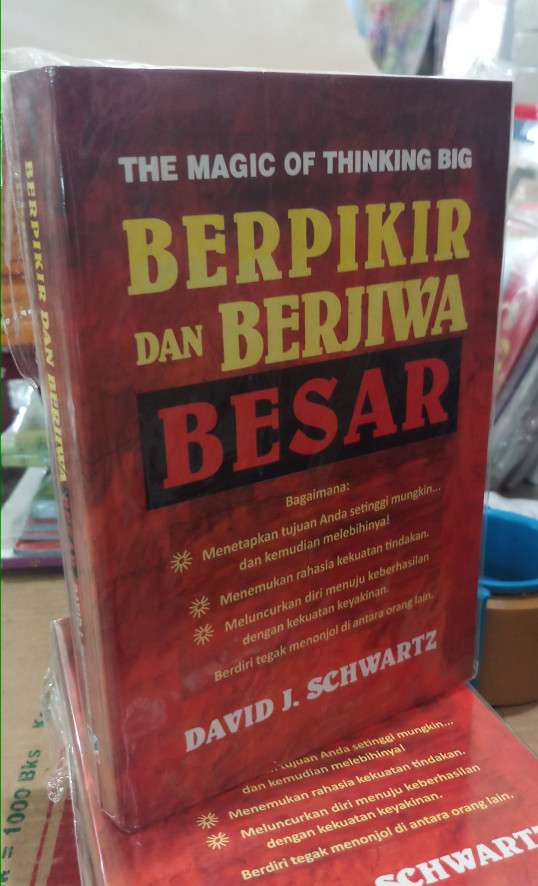 THE MAGIC OF THINKING BIG
BERPIKIR
DAN BERJIWA
BESAR
Bagaimana:
Menetapkan tujuan Anda setinggi mungkin...
dan kemudian melebihinya!
Menemukan rahasia kekuatan tindakan.
Meluncurkan diri menuju keberhasilan
dengan kekuatan keyakinan.
Berdiri tegak menonjol di antara orang lain.
DAVID J. SCHWARTZ
BERPIKIR DAN BERJIWA
tujuan Anda setinggi mungkin...
dan kemudian melebihinya!
Menemukan rahasia kekuatan tindakan.
Meluncurkan diri menuju keberhasilan
dengan kekuatan keyakinan.
Berdiri tegak menonjol di antara orang lain.
SCHWARTZ
= 1000 Bks